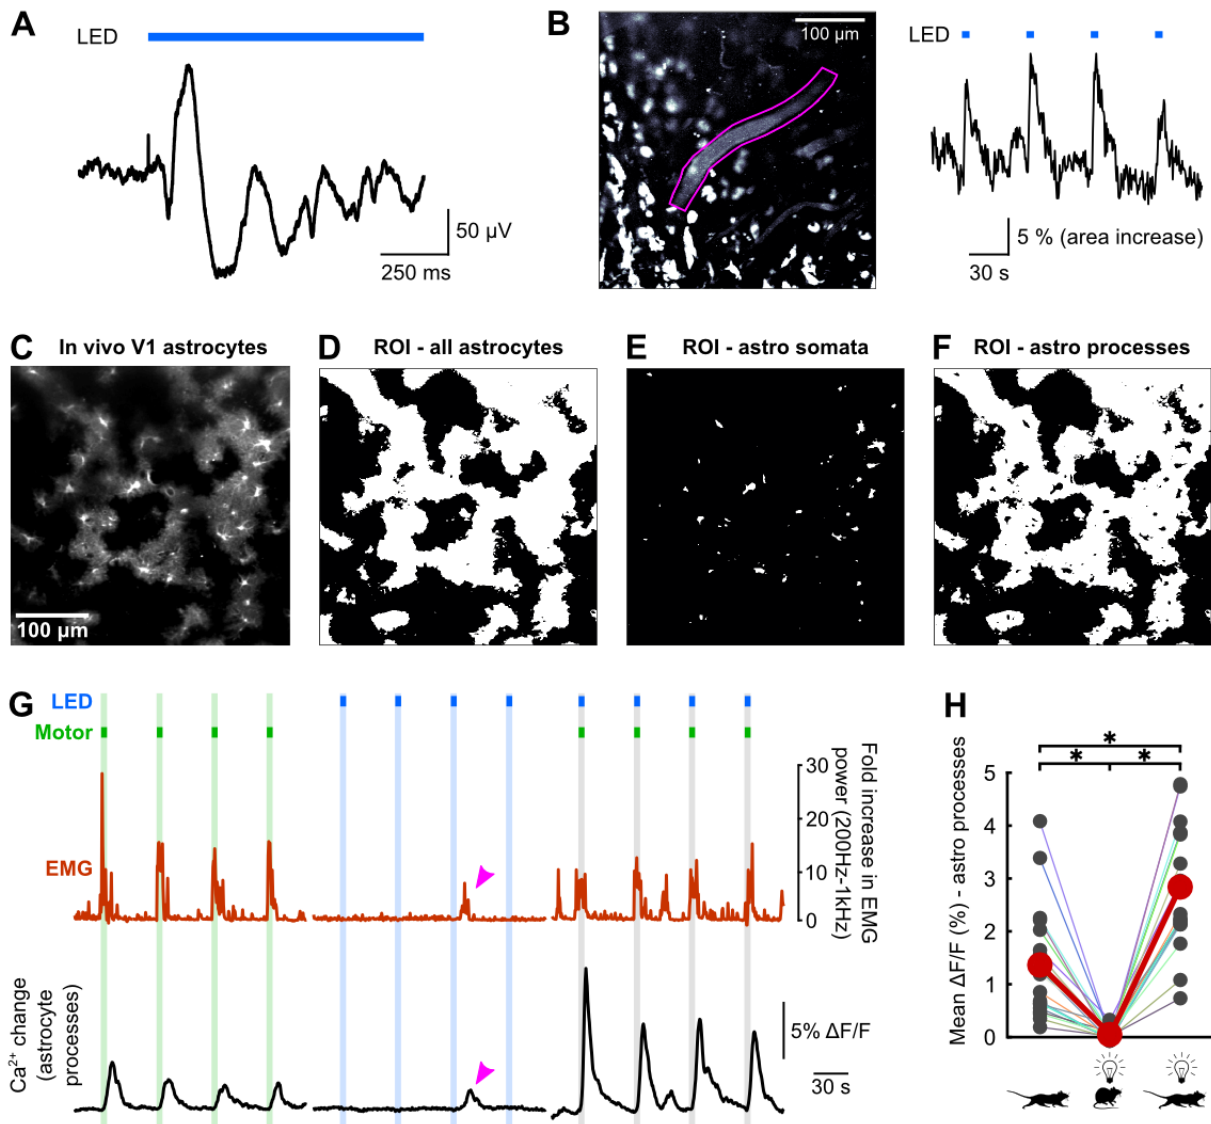 A
LED
50 µV
250 ms
B
100 µm
LED
5 % (area increase)
30 s
C In vivo V1 astrocytes
100 µm
D ROI - all astrocytes
E ROI - astro somata
F ROI - astro processes
G
LED
Motor
EMG
30
20
10
0
Fold increase in EMG
power (200Hz-1kHz)
Ca²⁺ change
(astrocyte
processes)
5% ΔF/F
30 s
H
* 
* *
Mean ΔF/F (%) - astro processes
5
4
3
2
1
0